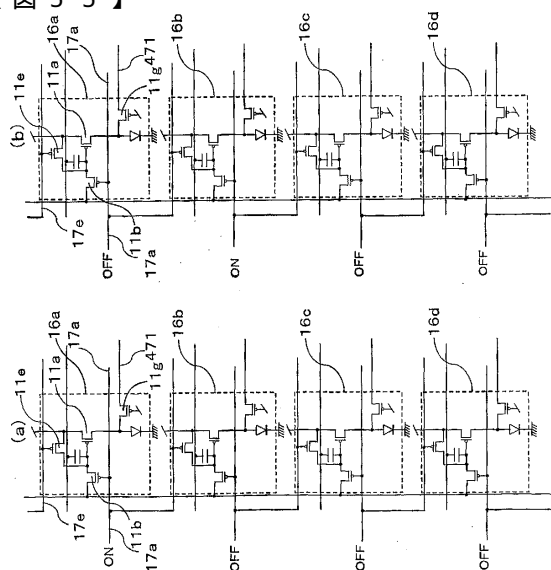 図55】
(a)
11e
11a
16a
17a
471
11g
17e
11b
17a
ON
16b
OFF
16c
OFF
16d
OFF
(b)
11e
11a
16a
17a
471
11g
17e
11b
17a
OFF
16b
ON
16c
OFF
16d
OFF